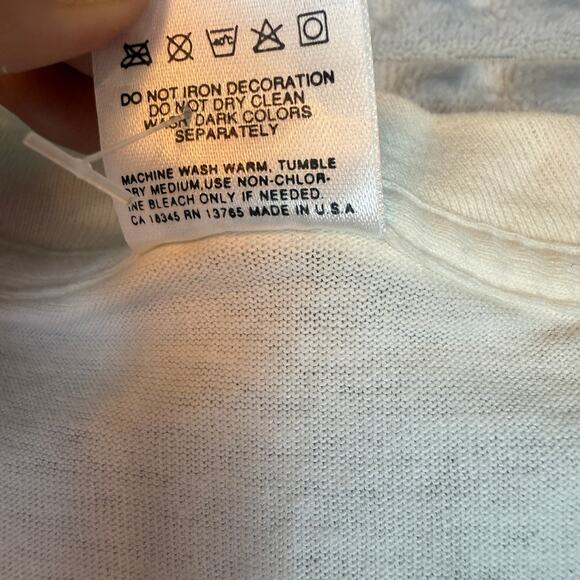 DO NOT IRON DECORATION
DO NOT DRY CLEAN
WASH DARK COLORS
SEPARATELY
MACHINE WASH WARM, TUMBLE
DRY MEDIUM, USE NON-CHLOR-
INE BLEACH ONLY IF NEEDED.
CA 18345 RN 13765 MADE IN U.S.A